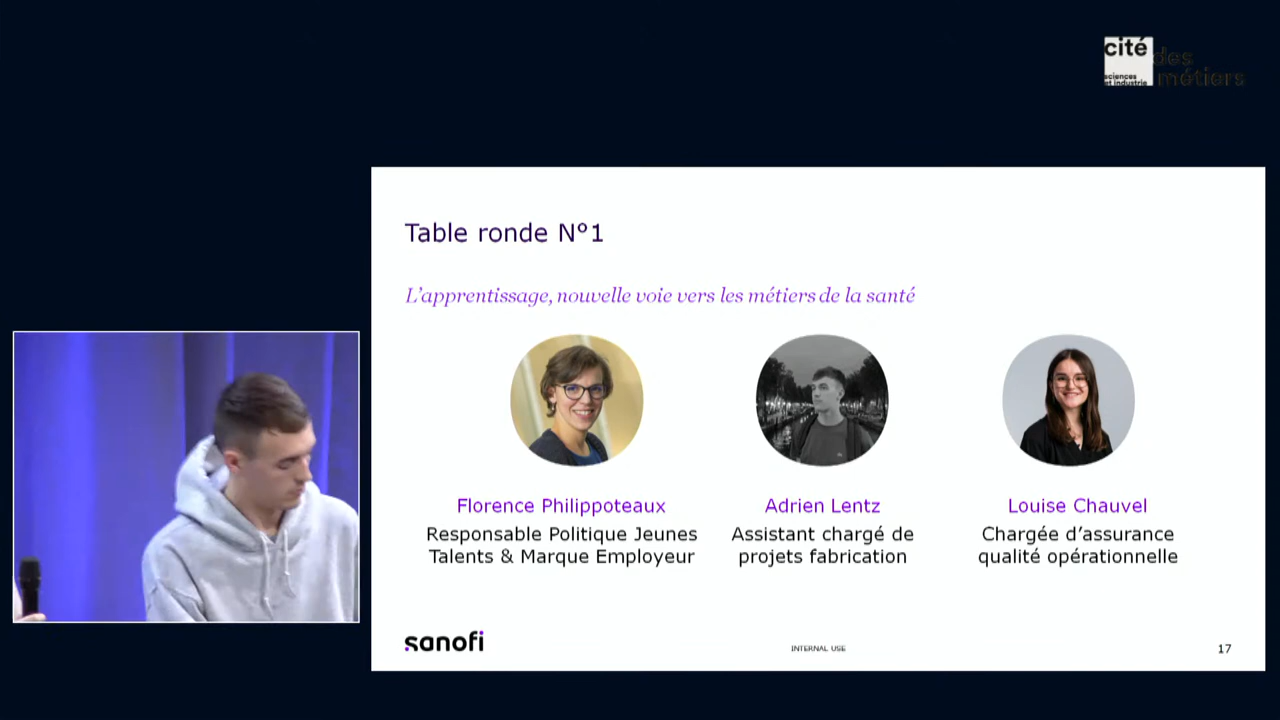 cité
des
métiers
sciences
et industrie
Table ronde N°1
L'apprentissage, nouvelle voie vers les métiers de la santé
Florence Philippoteaux
Responsable Politique Jeunes
Talents & Marque Employeur
Adrien Lentz
Assistant chargé de
projets fabrication
Louise Chauvel
Chargée d'assurance
qualité opérationnelle
sanofi
INTERNAL USE
17